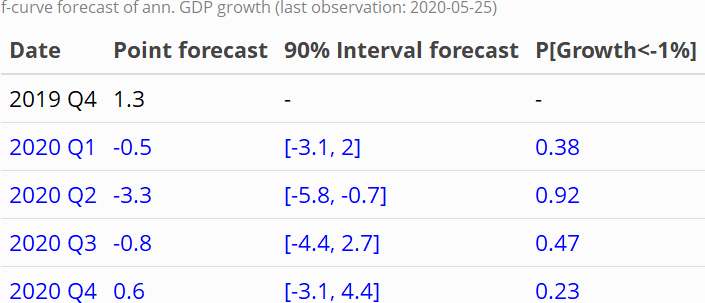 f-curve forecast of ann. GDP growth (last observation: 2020-05-25)
Date Point forecast 90% Interval forecast P[Growth<-1%]
2019 Q4 1.3 - -
2020 Q1 -0.5 [-3.1, 2] 0.38
2020 Q2 -3.3 [-5.8, -0.7] 0.92
2020 Q3 -0.8 [-4.4, 2.7] 0.47
2020 Q4 0.6 [-3.1, 4.4] 0.23